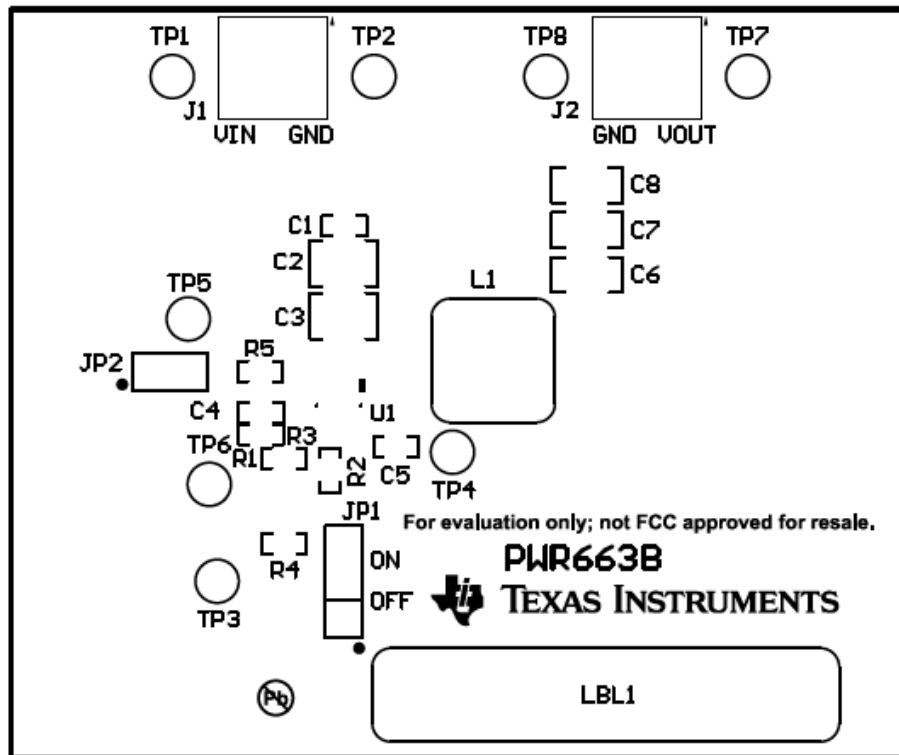 TP1 TP2 TP8 TP7
J1 J2
VIN GND GND VOUT
C8
C1 C7
C2
C6
TP5 L1
C3
R5
JP2
C4 U1
TP6 R3
R1 R2 C5
TP4
JP1
For evaluation only; not FCC approved for resale.
ON PWR663B
R4
OFF TEXAS INSTRUMENTS
TP3
Pb LBL1